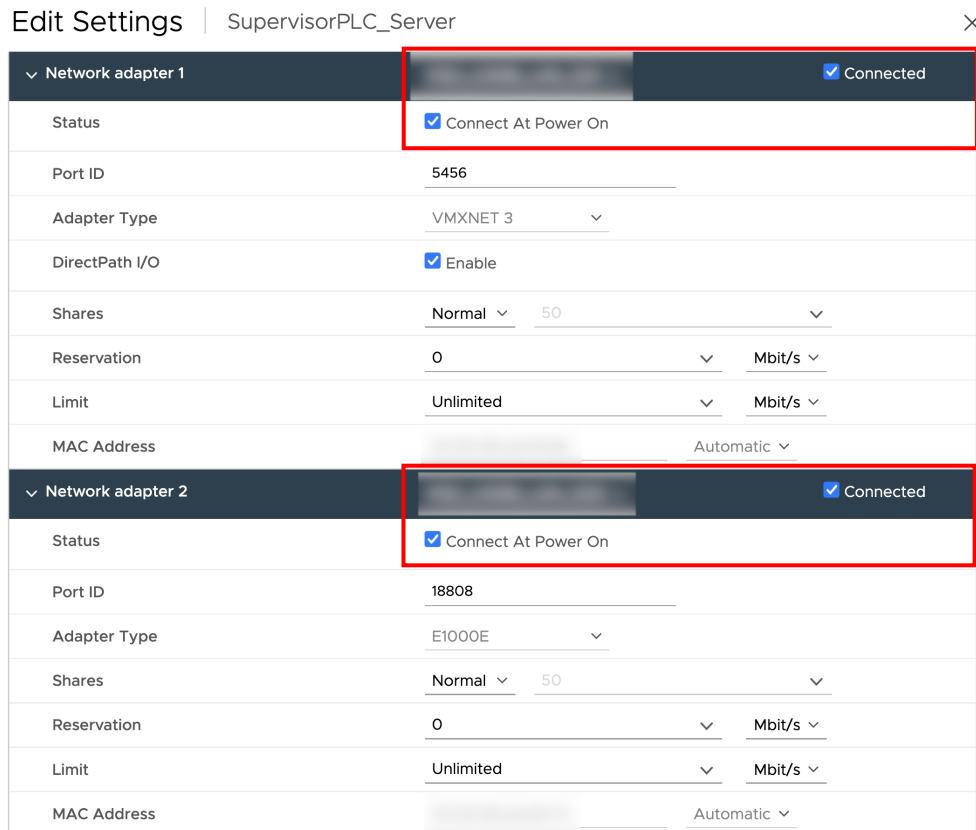 Edit Settings | SupervisorPLC_Server
Network adapter 1 Connected
Status Connect At Power On
Port ID 5456
Adapter Type VMXNET 3
DirectPath I/O Enable
Shares Normal 50
Reservation 0 Mbit/s
Limit Unlimited Mbit/s
MAC Address Automatic
Network adapter 2 Connected
Status Connect At Power On
Port ID 18808
Adapter Type E1000E
Shares Normal 50
Reservation 0 Mbit/s
Limit Unlimited Mbit/s
MAC Address Automatic